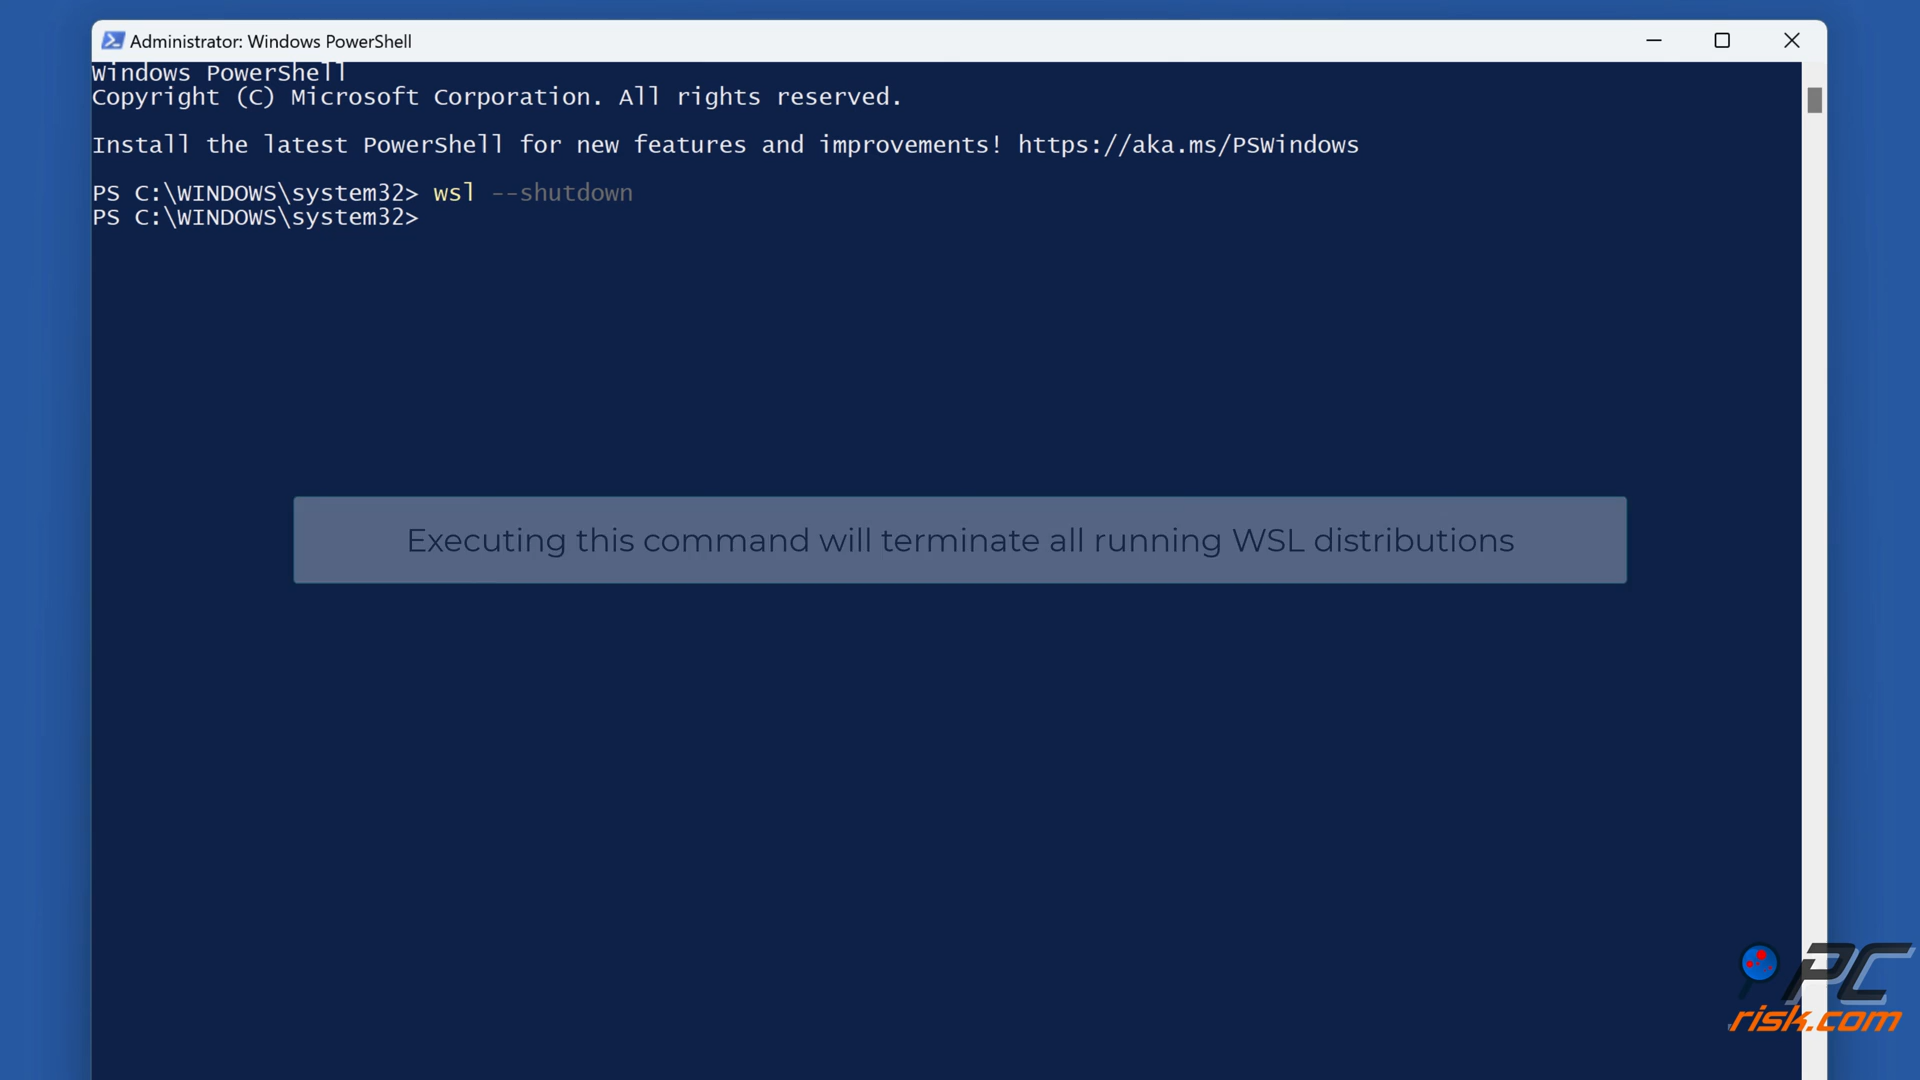 Administrator: Windows PowerShell
Windows PowerShell
Copyright (C) Microsoft Corporation. All rights reserved.
Install the latest PowerShell for new features and improvements! https://aka.ms/PSWindows
PS C:\WINDOWS\system32> wsl --shutdown
PS C:\WINDOWS\system32>
Executing this command will terminate all running WSL distributions
PC
risk.com